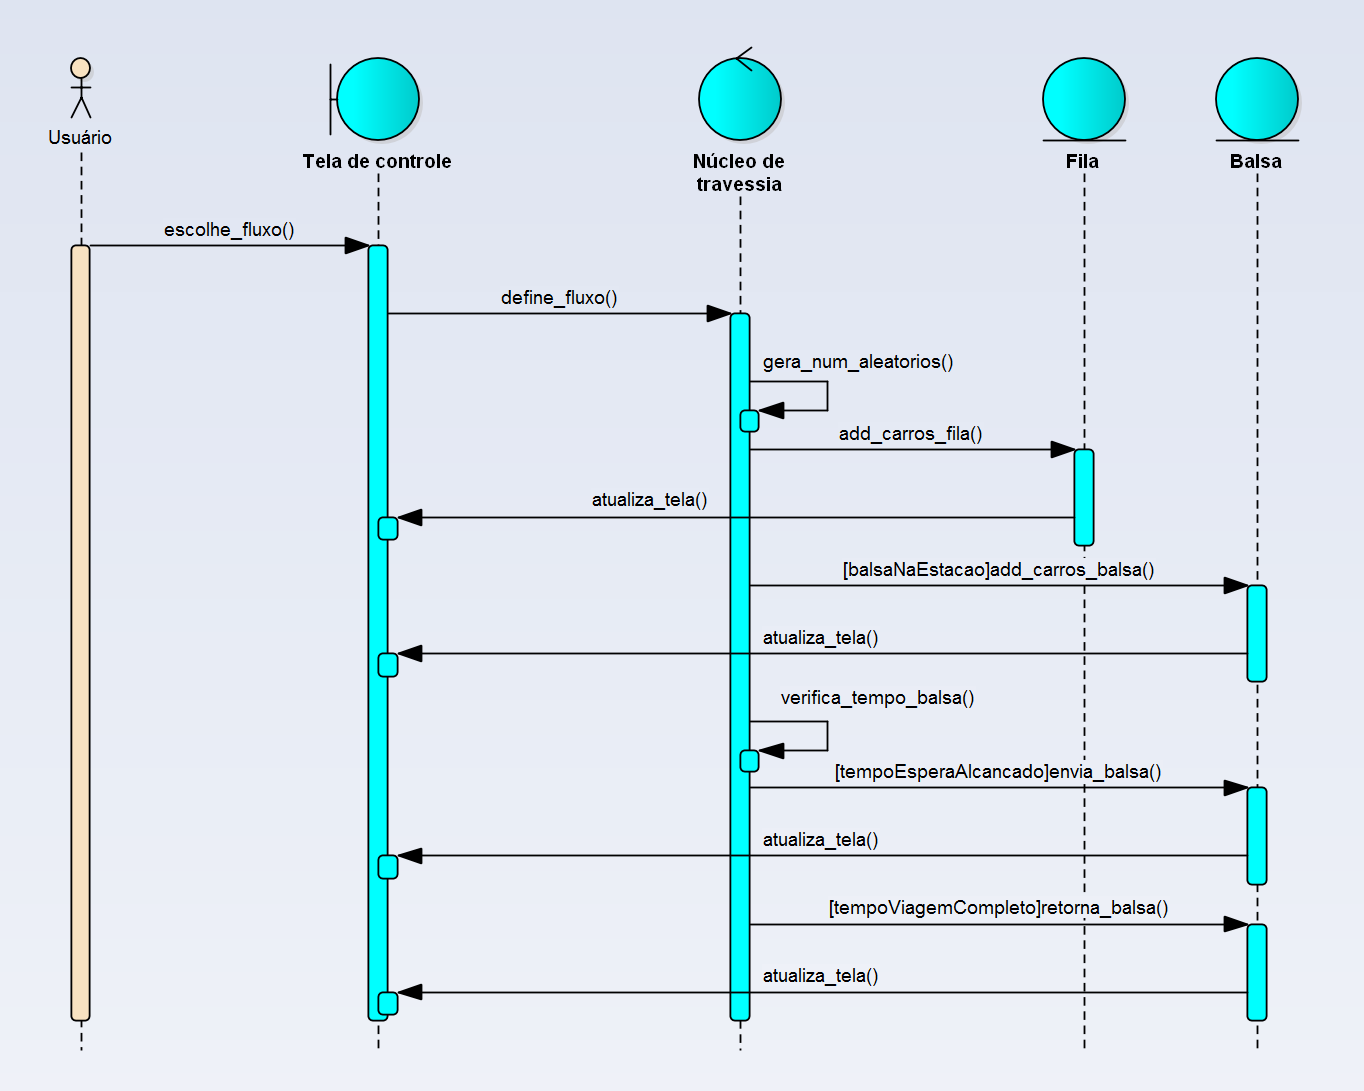 Usuário
Tela de controle
Núcleo de
travessia
Fila
Balsa
escolhe_fluxo()
define_fluxo()
gera_num_aleatorios()
add_carros_fila()
atualiza_tela()
[balsaNaEstacao]add_carros_balsa()
atualiza_tela()
verifica_tempo_balsa()
[tempoEsperaAlcancado]envia_balsa()
atualiza_tela()
[tempoViagemCompleto]retorna_balsa()
atualiza_tela()